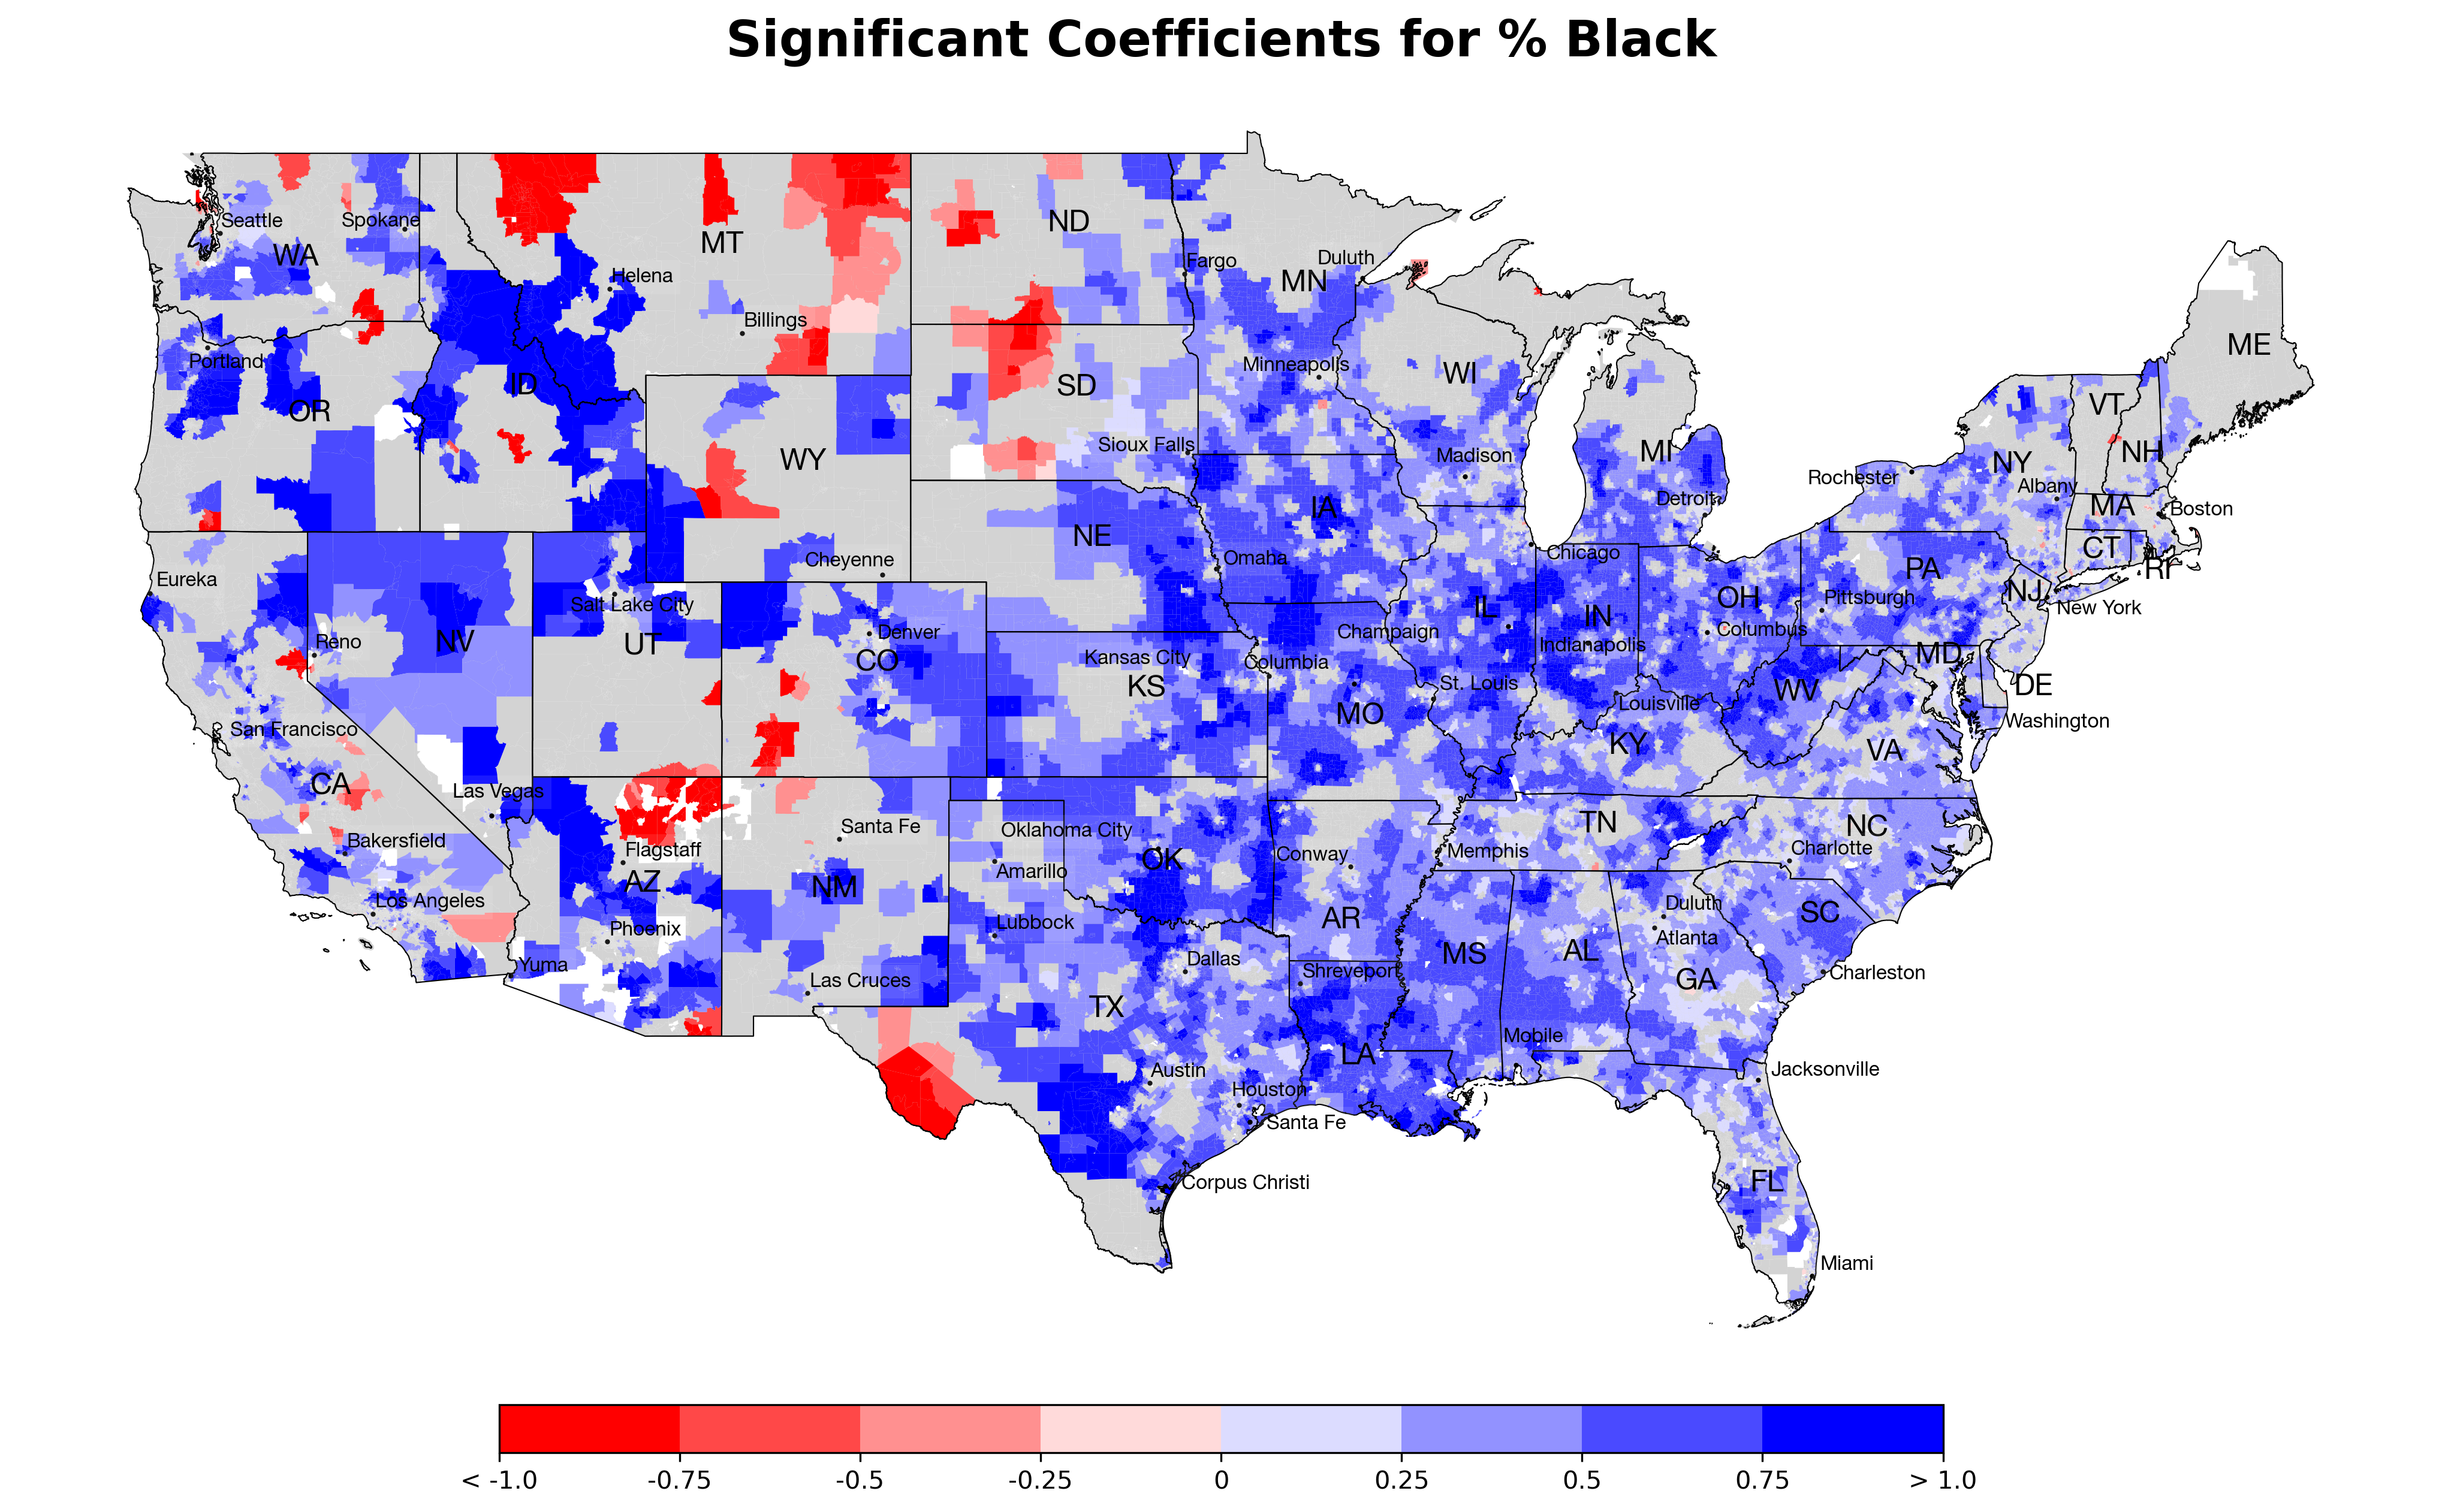 Significant Coefficients for % Black
Seattle
Spokane
WA
MT
ND
Helena
Fargo
Duluth
MN
Billings
Portland
ID
OR
SD
Minneapolis
WI
ME
VT
NH
WY
Sioux Falls
Madison
MI
NY
Rochester
Albany
Detroit
MA
Boston
IA
NE
CT
RI
Cheyenne
Omaha
Chicago
PA
NJ
Eureka
Salt Lake City
IL
IN
OH
Pittsburgh
New York
Reno
NV
UT
Denver
CO
Champaign
Indianapolis
Columbus
Kansas City
Columbia
MD
KS
St. Louis
WV
DE
San Francisco
MO
Louisville
Washington
KY
VA
CA
Las Vegas
Bakersfield
Flagstaff
Santa Fe
Oklahoma City
TN
NC
Charlotte
AZ
NM
Amarillo
OK
Conway
Memphis
Los Angeles
Phoenix
Lubbock
AR
Duluth
SC
Atlanta
Yuma
Las Cruces
Dallas
Shreveport
MS
AL
GA
Charleston
TX
LA
Mobile
Austin
Houston
Santa Fe
Jacksonville
Corpus Christi
FL
Miami
< -1.0 -0.75 -0.5 -0.25 0 0.25 0.5 0.75 > 1.0